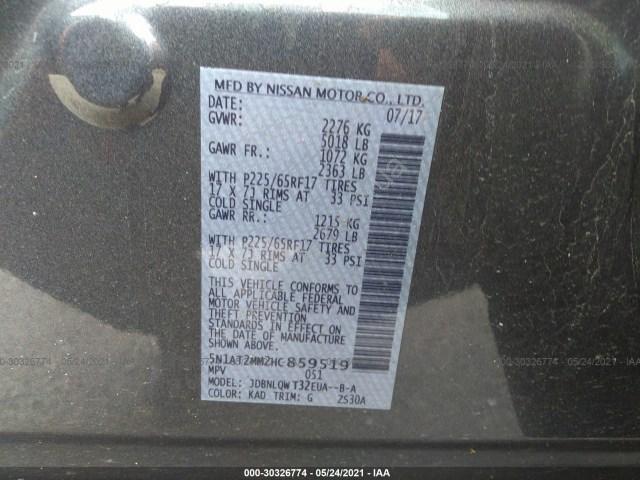 MFD BY NISSAN MOTOR CO., LTD.
DATE: 07/17
GVWR: 2276 KG
5018 LB
GAWR FR.: 1072 KG
2363 LB
WITH P225/65RF17 TIRES
17 X 7J RIMS AT 33 PSI
COLD SINGLE
GAWR RR.: 1215 KG
2679 LB
WITH P225/65RF17 TIRES
17 X 7J RIMS AT 33 PSI
COLD SINGLE
THIS VEHICLE CONFORMS TO
ALL APPLICABLE FEDERAL
MOTOR VEHICLE SAFETY AND
THEFT PREVENTION
STANDARDS IN EFFECT ON
THE DATE OF MANUFACTURE
SHOWN ABOVE.
5N1AT2MM2HC859519
MPV 051
MODEL: JDBNLQWT32EUA--B-A
COLOR: KAD TRIM: G ZS30A
000-30326774 - 05/24/2021 - IAA